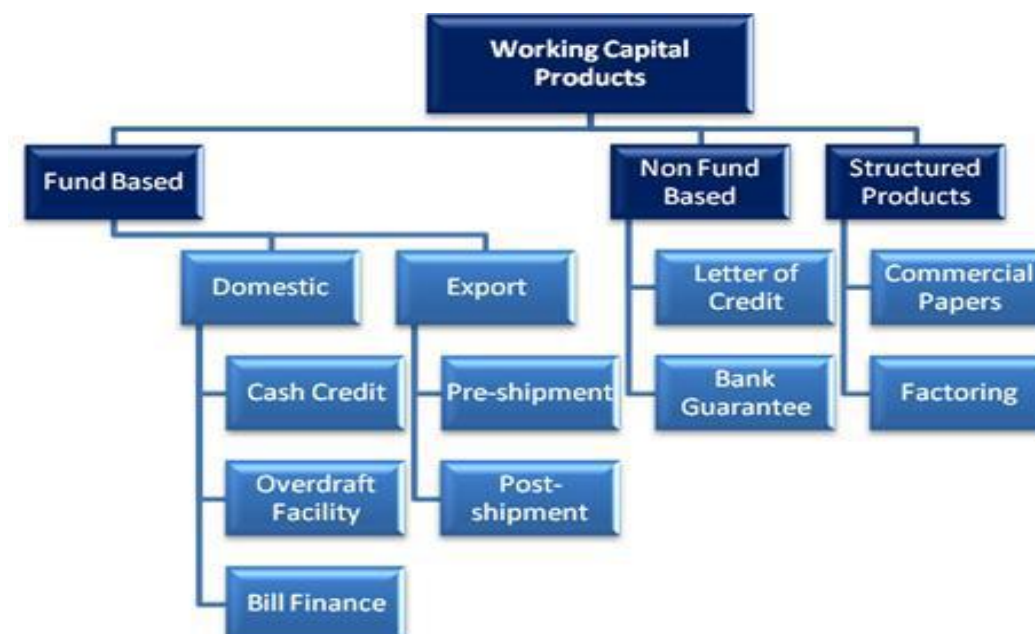 Working Capital
Products
Fund Based
Non Fund
Based
Structured
Products
Domestic
Export
Letter of
Credit
Commercial
Papers
Cash Credit
Pre-shipment
Bank
Guarantee
Factoring
Overdraft
Facility
Post-
shipment
Bill Finance